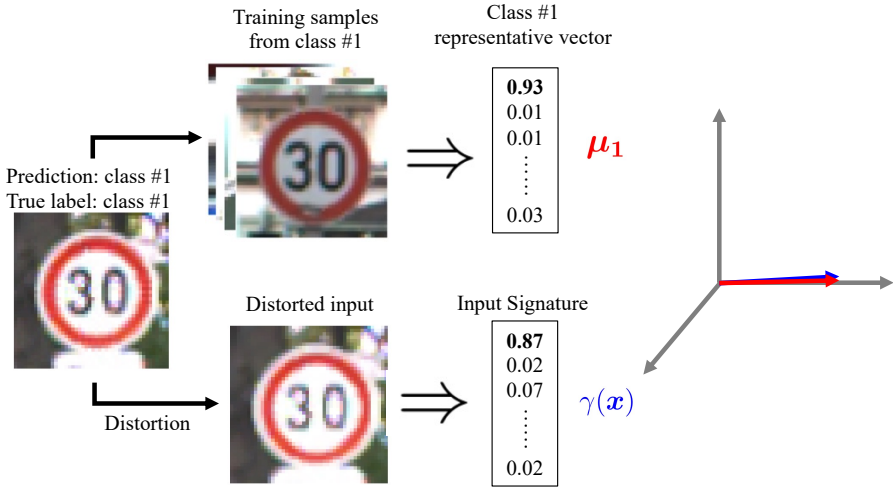 Training samples
from class #1
Class #1
representative vector
30
0.93
0.01
0.01
......
0.03
μ₁
Prediction: class #1
True label: class #1
30
Distortion
Distorted input
30
Input Signature
0.87
0.02
0.07
......
0.02
γ(x)